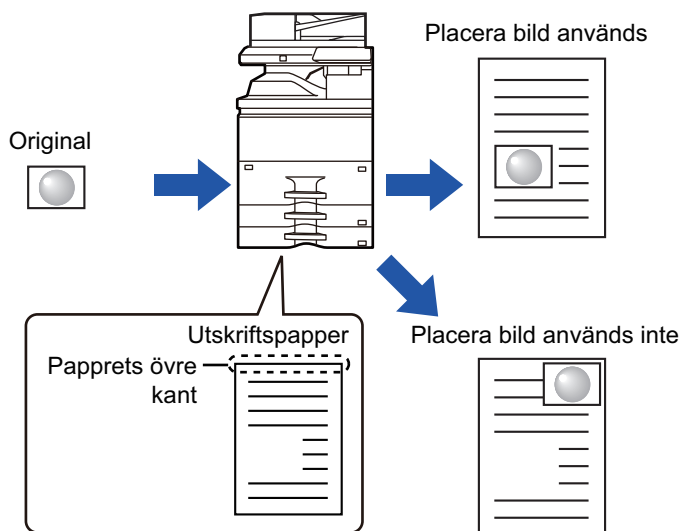 Placera bild används
Original
Utskriftspapper
Papprets övre
kant
Placera bild används inte